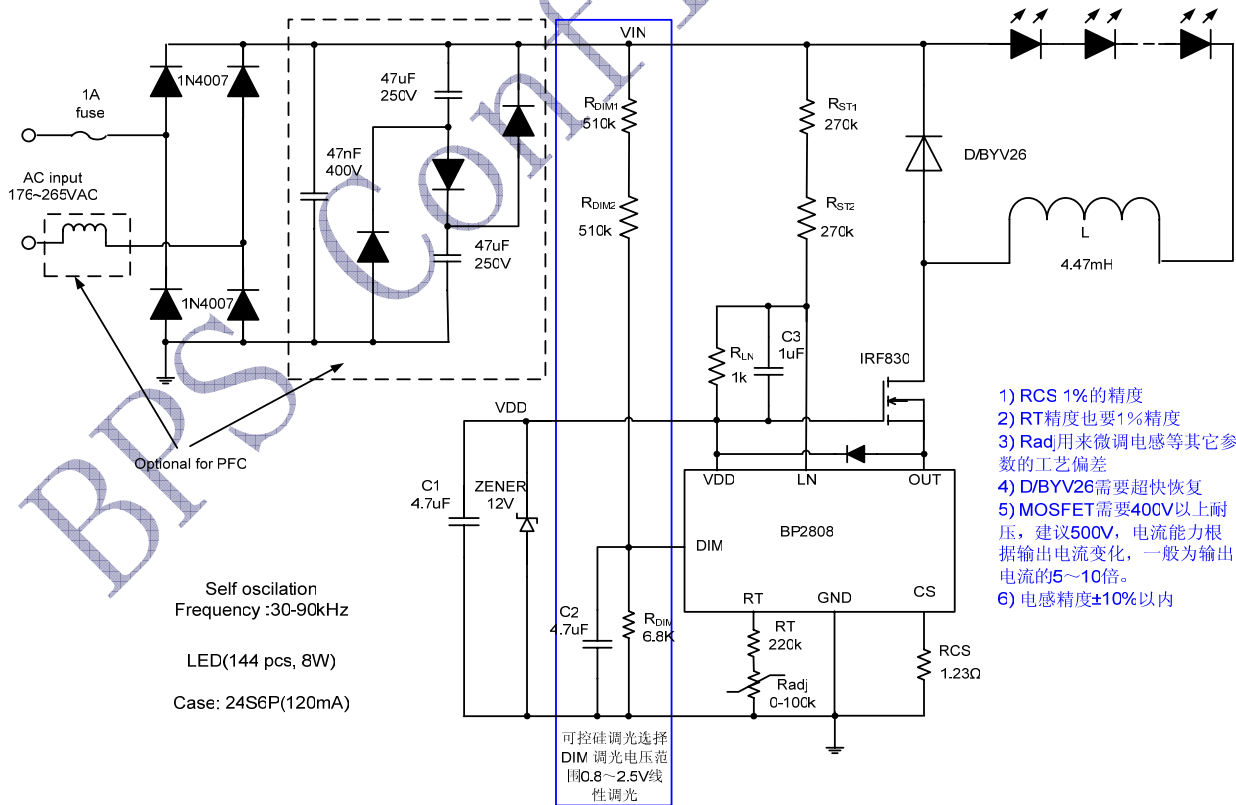 BPS Conf
VIN
1N4007
1A
fuse
AC input
176~265VAC
1N4007
47nF
400V
47uF
250V
47uF
250V
Optional for PFC
RDIM1
510k
RDIM2
510k
RST1
270k
RST2
270k
D/BYV26
L
4.47mH
RLN
1k
C3
1uF
IRF830
VDD
C1
4.7uF
ZENER
12V
VDD
LN
OUT
DIM
BP2808
RT
GND
CS
C2
4.7uF
RDIM
6.8K
RT
220k
Radj
0-100k
RCS
1.23Ω
Self oscilation
Frequency :30-90kHz
LED(144 pcs, 8W)
Case: 24S6P(120mA)
可控硅调光选择
DIM 调光电压范
围0.8～2.5V线
性调光
1) RCS 1%的精度
2) RT精度也要1%精度
3) Radj用来微调电感等其它参
数的工艺偏差
4) D/BYV26需要超快恢复
5) MOSFET需要400V以上耐
压，建议500V，电流能力根
据输出电流变化，一般为输出
电流的5～10倍。
6) 电感精度±10%以内